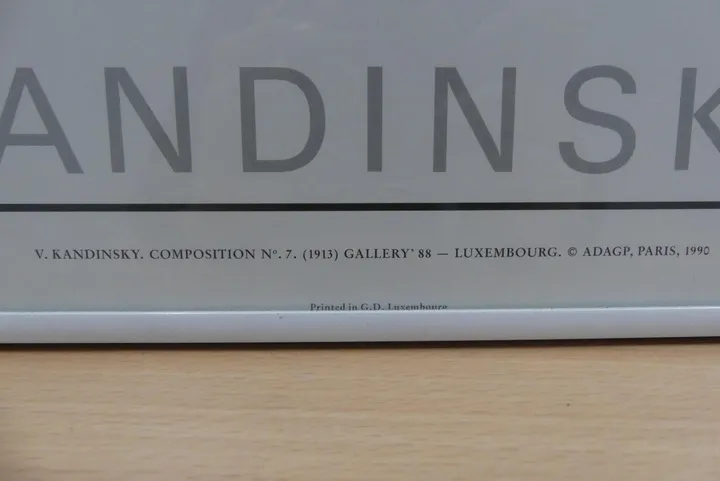 ANDINSK
V. KANDINSKY. COMPOSITION Nº. 7. (1913) GALLERY' 88 — LUXEMBOURG. © ADAGP, PARIS, 1990
Printed in G.D. Luxembourg